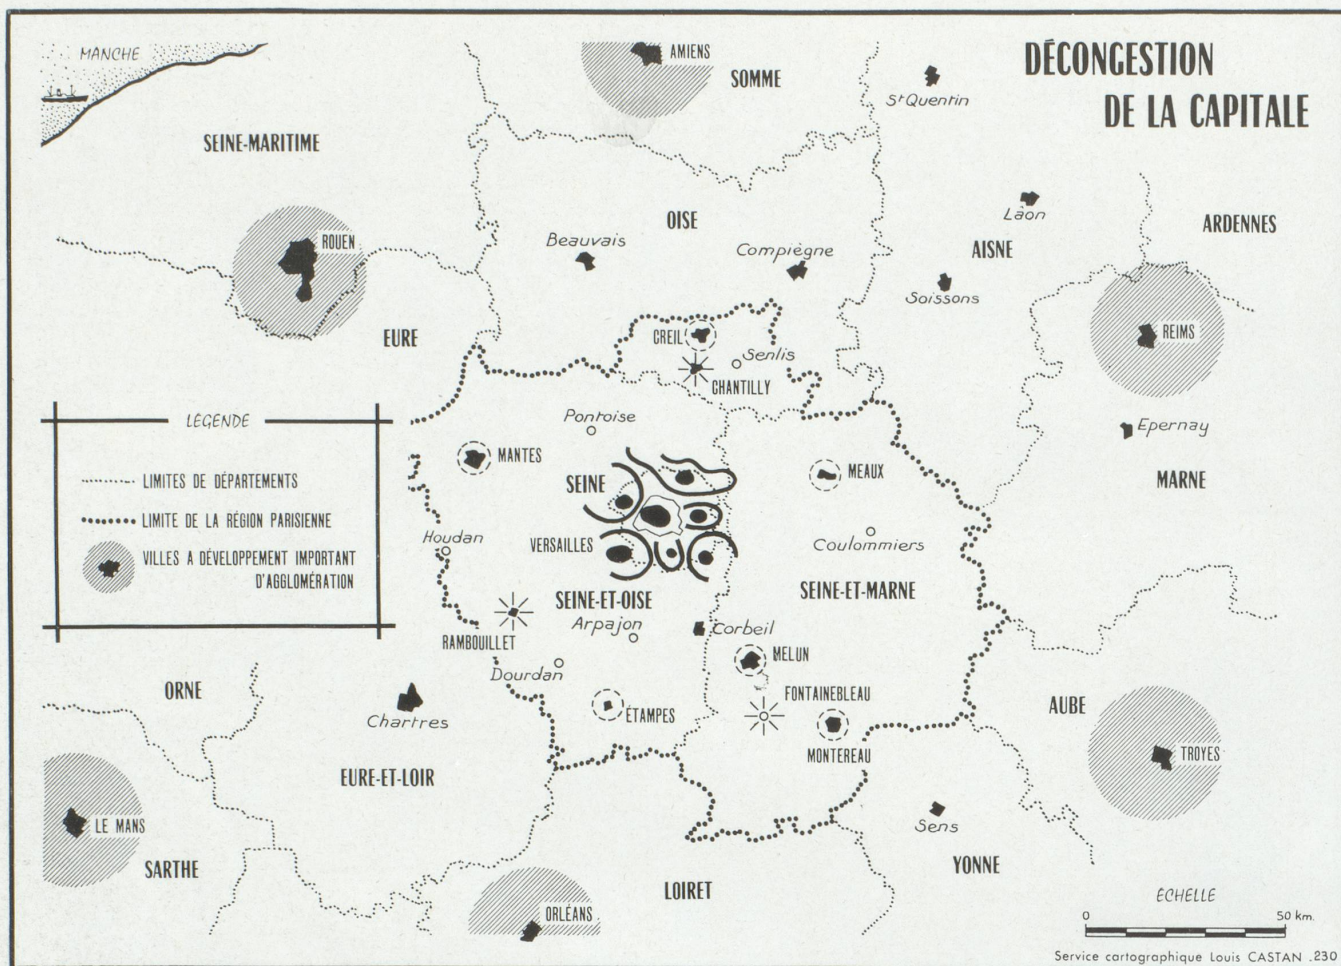 DÉCONGESTION
DE LA CAPITALE
MANCHE
AMIENS
SOMME
St Quentin
SEINE-MARITIME
OISE
Laon
ARDENNES
ROUEN
Beauvais
Compiègne
AISNE
Soissons
EURE
CREIL
Senlis
REIMS
CHANTILLY
LÉGENDE
LIMITES DE DÉPARTEMENTS
LIMITE DE LA RÉGION PARISIENNE
VILLES A DÉVELOPPEMENT IMPORTANT
D'AGGLOMÉRATION
Pontoise
Epernay
MANTES
MEAUX
SEINE
MARNE
Houdan
VERSAILLES
Coulommiers
SEINE-ET-OISE
SEINE-ET-MARNE
Arpajon
Corbeil
RAMBOUILLET
MELUN
Dourdan
ORNE
FONTAINEBLEAU
Chartres
ÉTAMPES
AUBE
MONTEREAU
TROYES
EURE-ET-LOIR
LE MANS
Sens
SARTHE
YONNE
LOIRET
ORLÉANS
ÉCHELLE
0 50 km.
Service cartographique Louis CASTAN .230